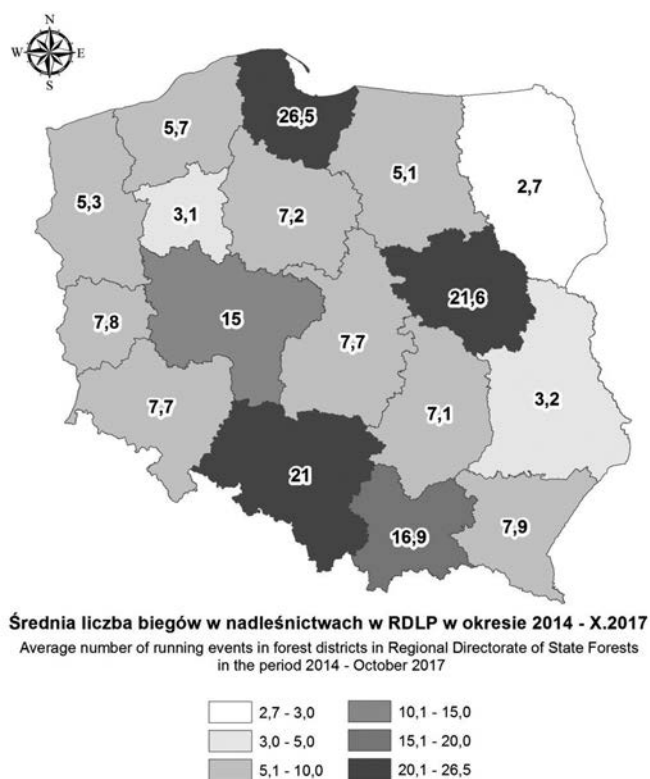 N
W E
S
26,5
5,7
5,1
2,7
5,3
3,1
7,2
21,6
7,8
15
7,7
7,7
7,1
3,2
21
16,9
7,9
Średnia liczba biegów w nadleśnictwach w RDLP w okresie 2014 - X.2017
Average number of running events in forest districts in Regional Directorate of State Forests
in the period 2014 - October 2017
2,7 - 3,0
10,1 - 15,0
3,0 - 5,0
15,1 - 20,0
5,1 - 10,0
20,1 - 26,5